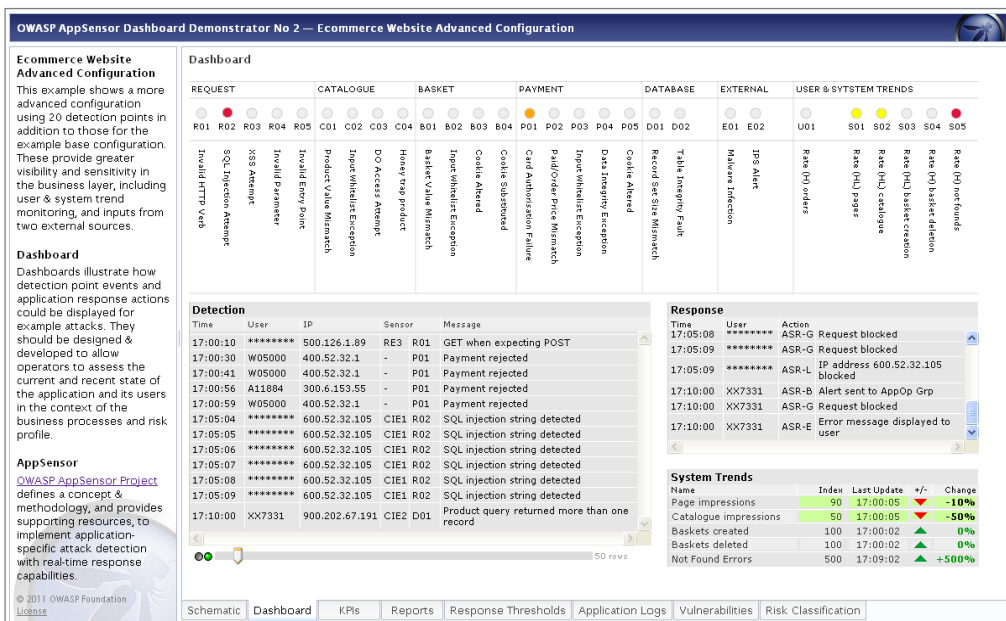 OWASP AppSensor Dashboard Demonstrator No 2 — Ecommerce Website Advanced Configuration
Ecommerce Website
Advanced Configuration
This example shows a more
advanced configuration
using 20 detection points in
addition to those for the
example base configuration.
These provide greater
visibility and sensitivity in
the business layer, including
user & system trend
monitoring, and inputs from
two external sources.
Dashboard
Dashboards illustrate how
detection point events and
application response actions
could be displayed for
example attacks. They
should be designed &
developed to allow
operators to assess the
current and recent state of
the application and its users
in the context of the
business processes and risk
profile.
AppSensor
OWASP AppSensor Project
defines a concept &
methodology, and provides
supporting resources, to
implement application-
specific attack detection
with real-time response
capabilities.
© 2011 OWASP Foundation
License
Dashboard
REQUEST CATALOGUE BASKET PAYMENT DATABASE EXTERNAL USER & SYTSTEM TRENDS
R01 R02 R03 R04 R05 C01 C02 C03 C04 B01 B02 B03 B04 P01 P02 P03 P04 P05 D01 D02 E01 E02 U01 S01 S02 S03 S04 S05
Invalid HTTP Verb
SQL Injection Attempt
XSS Attempt
Invalid Parameter
Invalid Entry Point
Product Value Mismatch
Input Whitelist Exception
DO Access Attempt
Honey trap product
Basket Value Mismatch
Input Whitelist Exception
Cookie Altered
Cookie Substituted
Card Authorisation Failure
Paid/Order Price Mismatch
Input Whitelist Exception
Data Integrity Exception
Cookie Altered
Record Set Size Mismatch
Table Integrity Fault
Malware Infection
IPS Alert
Rate (H) orders
Rate (HL) pages
Rate (HL) catalogue
Rate (HL) basket creation
Rate (H) basket deletion
Rate (H) not founds
Detection
Time User IP Sensor Message
17:00:10 ******** 500.126.1.89 RE3 R01 GET when expecting POST
17:00:30 W05000 400.52.32.1 - P01 Payment rejected
17:00:41 W05000 400.52.32.1 - P01 Payment rejected
17:00:56 A11884 300.6.153.55 - P01 Payment rejected
17:00:59 W05000 400.52.32.1 - P01 Payment rejected
17:05:04 ******** 600.52.32.105 CIE1 R02 SQL injection string detected
17:05:05 ******** 600.52.32.105 CIE1 R02 SQL injection string detected
17:05:06 ******** 600.52.32.105 CIE1 R02 SQL injection string detected
17:05:07 ******** 600.52.32.105 CIE1 R02 SQL injection string detected
17:05:08 ******** 600.52.32.105 CIE1 R02 SQL injection string detected
17:05:09 ******** 600.52.32.105 CIE1 R02 SQL injection string detected
17:10:00 XX7331 900.202.67.191 CIE2 D01 Product query returned more than one
record
50 rows
Response
Time User Action
17:05:08 ******** ASR-G Request blocked
17:05:09 ******** ASR-G Request blocked
17:05:09 ******** ASR-L IP address 600.52.32.105
blocked
17:10:00 XX7331 ASR-B Alert sent to AppOp Grp
17:10:00 XX7331 ASR-G Request blocked
17:10:00 XX7331 ASR-E Error message displayed to
user
System Trends
Name Index Last Update +/- Change
Page impressions 90 17:00:05 -10%
Catalogue impressions 50 17:00:05 -50%
Baskets created 100 17:00:02 0%
Baskets deleted 100 17:00:02 0%
Not Found Errors 500 17:09:02 +500%
Schematic Dashboard KPIs Reports Response Thresholds Application Logs Vulnerabilities Risk Classification